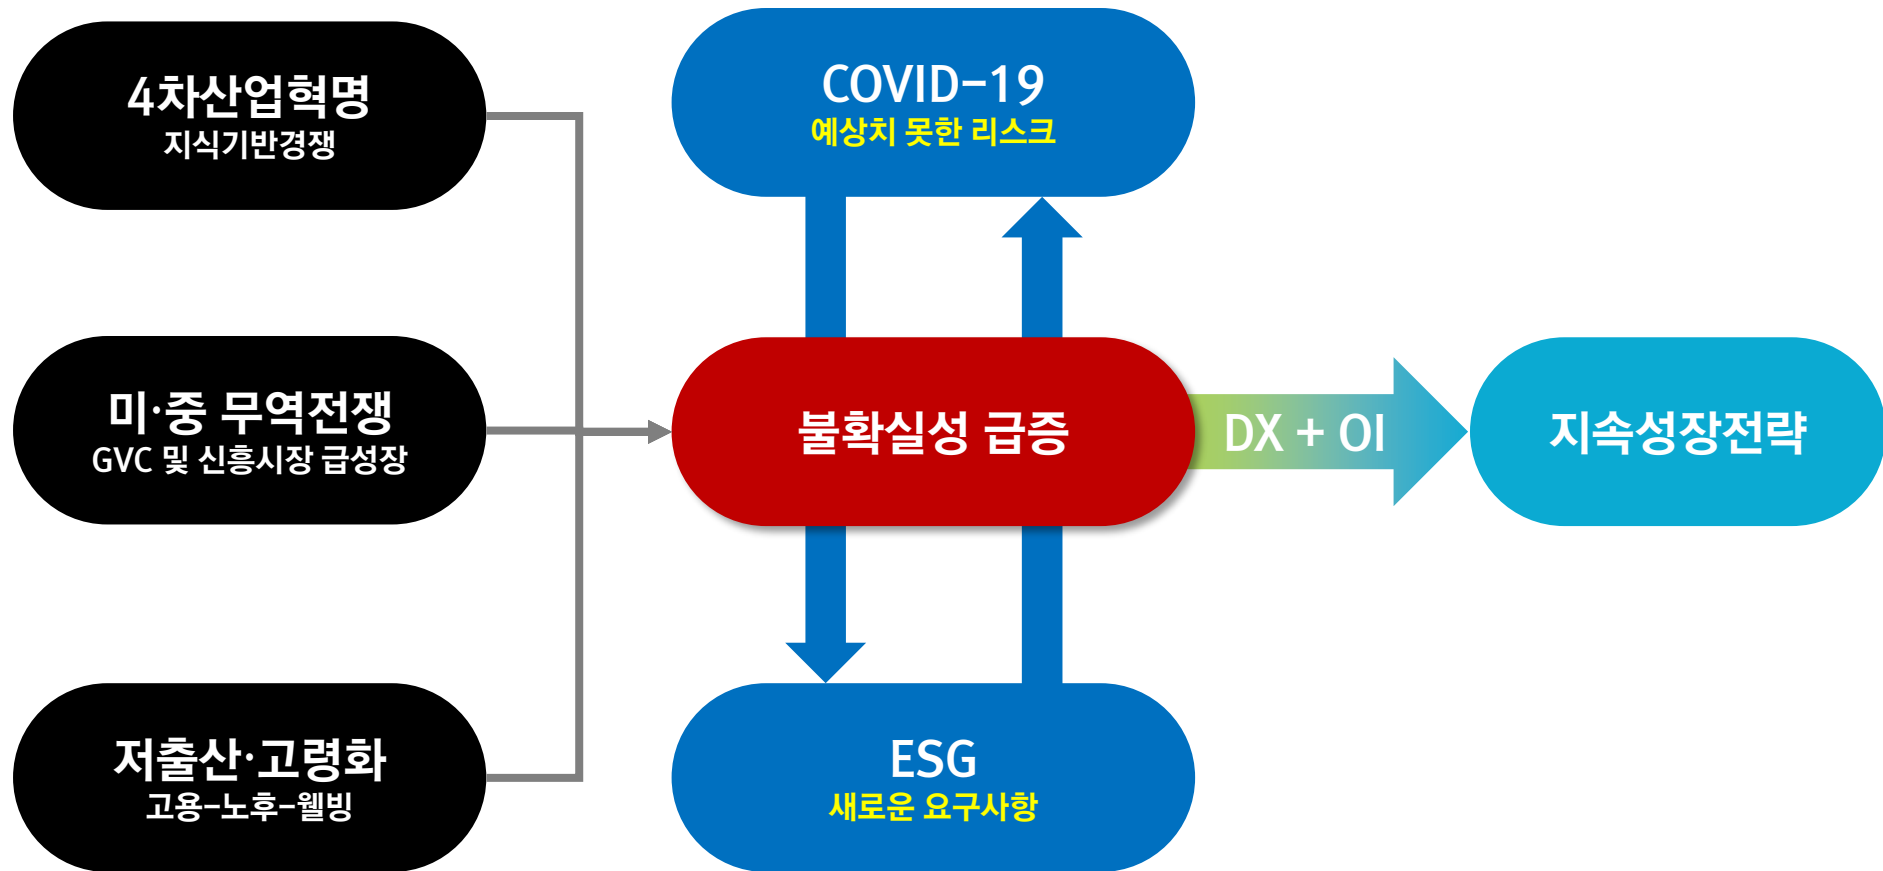 4차산업혁명
지식기반경쟁
미·중 무역전쟁
GVC 및 신흥시장 급성장
저출산·고령화
고용-노후-웰빙
COVID-19
예상치 못한 리스크
불확실성 급증
ESG
새로운 요구사항
DX + OI
지속성장전략